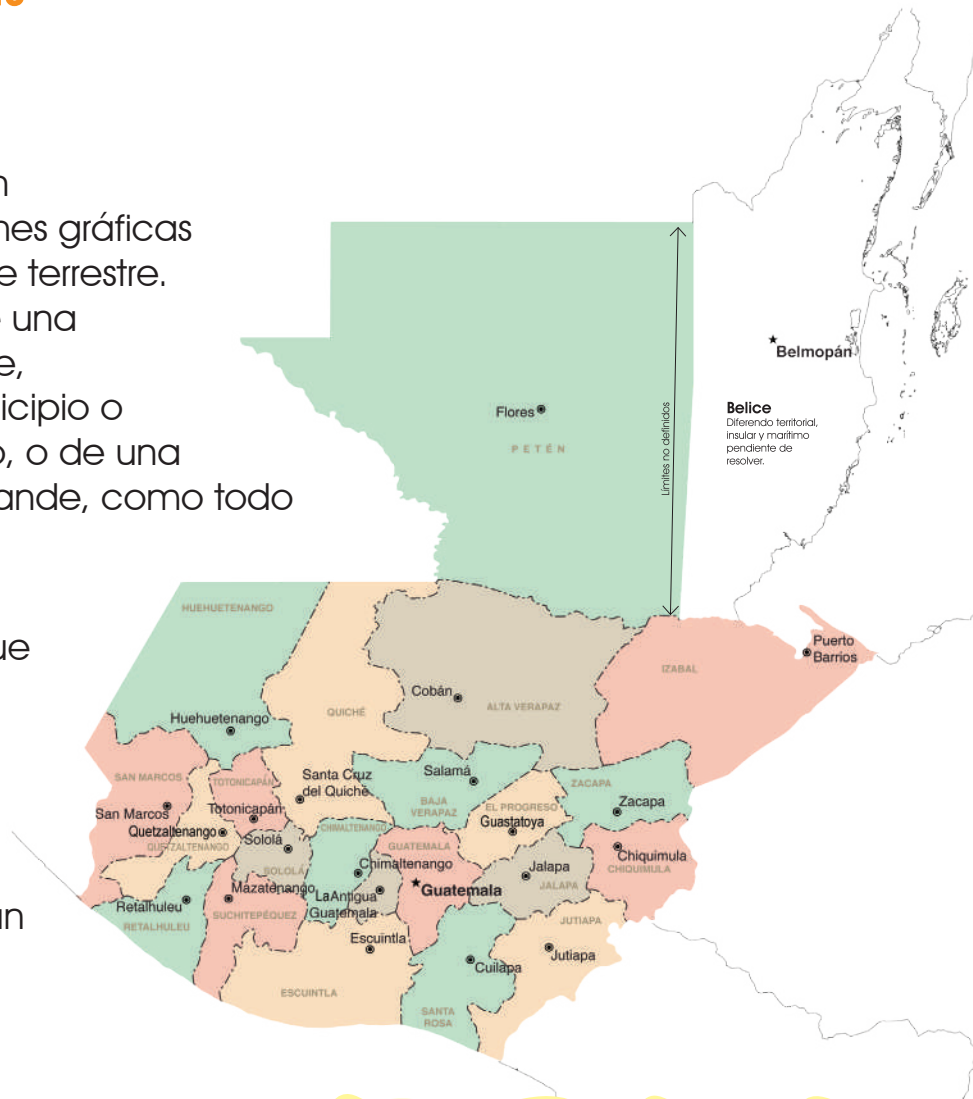 nes gráficas
e terrestre.
una
e,
icipio o
o, o de una
ande, como todo
ue
Belmopán
Belice
Diferendo territorial,
insular y marítimo
pendiente de
resolver.
Límites no definidos
Flores
PETÉN
HUEHUETENANGO
Huehuetenango
QUICHÉ
Cobán
ALTA VERAPAZ
IZABAL
Puerto
Barrios
SAN MARCOS
San Marcos
TOTONICAPÁN
Totonicapán
Santa Cruz
del Quiché
Salamá
BAJA
VERAPAZ
EL PROGRESO
Guastatoya
ZACAPA
Zacapa
Quetzaltenango
QUETZALTENANGO
Sololá
SOLOLÁ
CHIMALTENANGO
Chimaltenango
GUATEMALA
Guatemala
Jalapa
JALAPA
Chiquimula
CHIQUIMULA
Retalhuleu
RETALHULEU
Mazatenango
SUCHITEPÉQUEZ
LaAntigua
Guatemala
Escuintla
ESCUINTLA
Cuilapa
SANTA
ROSA
JUTIAPA
Jutiapa